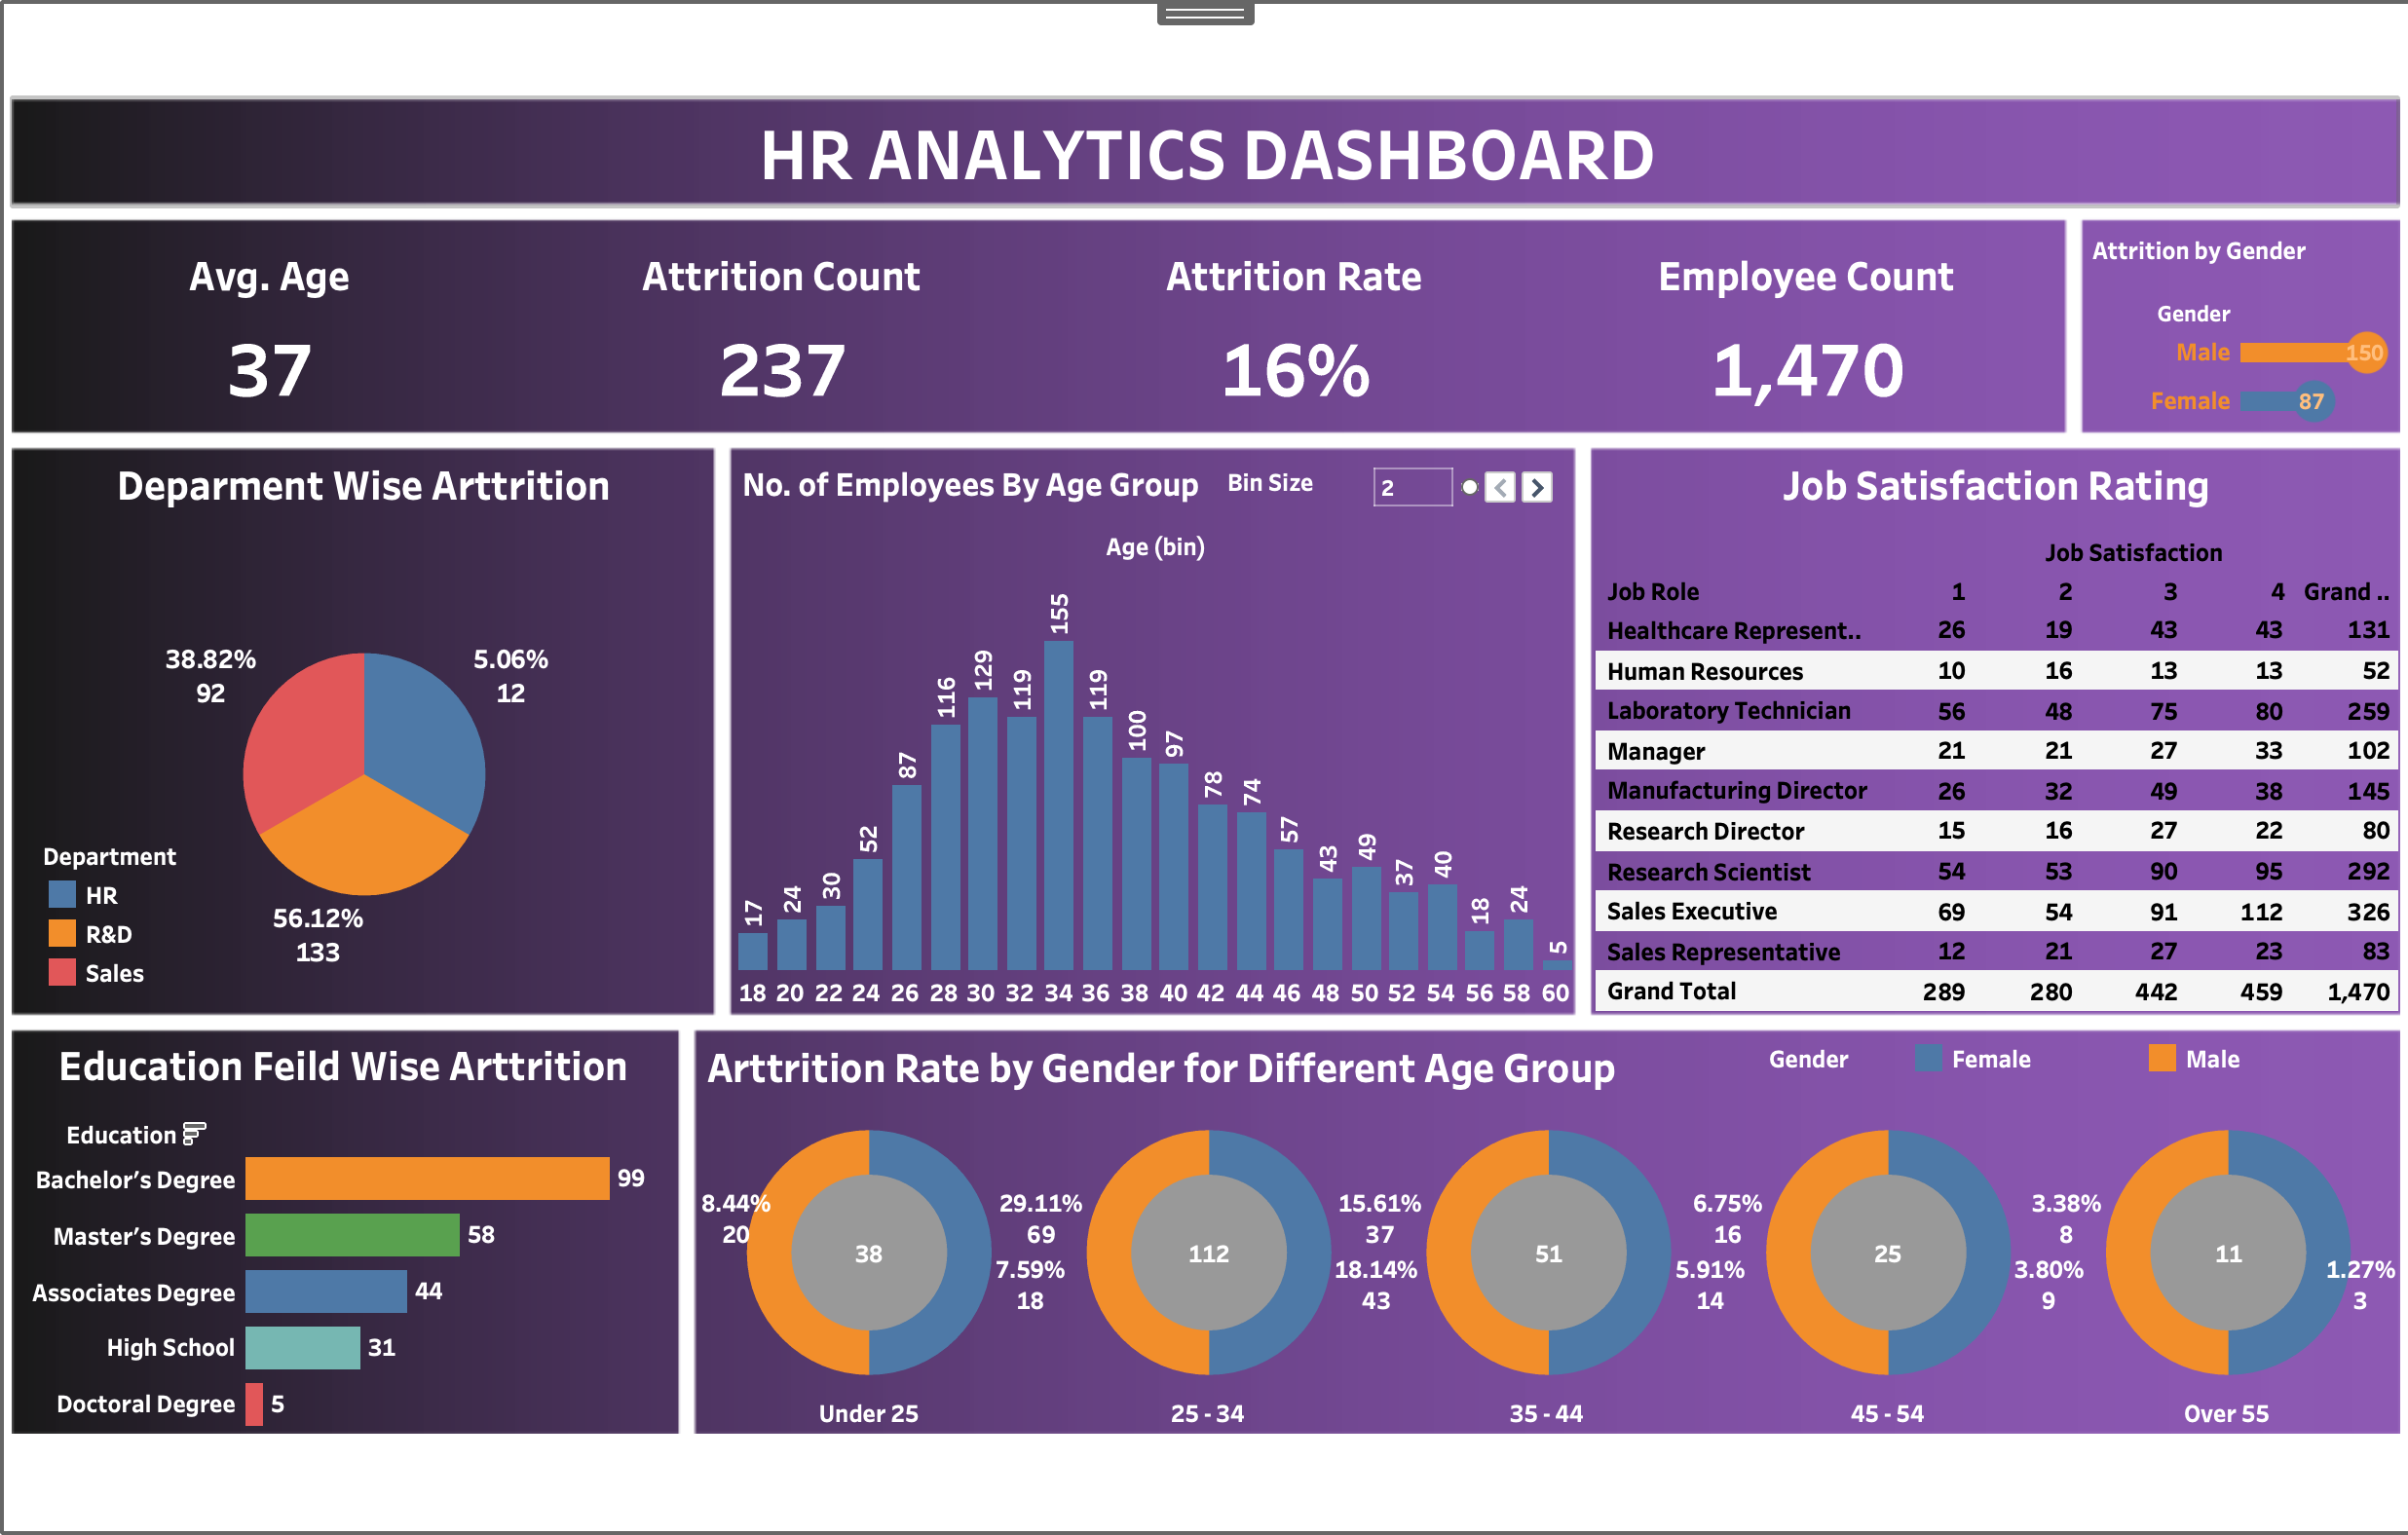 HR ANALYTICS DASHBOARD
Avg. Age
37
Attrition Count
237
Attrition Rate
16%
Employee Count
1,470
Attrition by Gender
Gender
Male 150
Female 87
Deparment Wise Arttrition
38.82%
92
5.06%
12
56.12%
133
Department
HR
R&D
Sales
No. of Employees By Age Group
Bin Size 2
Age (bin)
17 24 30 52 87 116 129 119 155 119 100 97 78 74 57 43 49 37 40 18 24 5
18 20 22 24 26 28 30 32 34 36 38 40 42 44 46 48 50 52 54 56 58 60
Job Satisfaction Rating
Job Satisfaction
Job Role 1 2 3 4 Grand ..
Healthcare Represent.. 26 19 43 43 131
Human Resources 10 16 13 13 52
Laboratory Technician 56 48 75 80 259
Manager 21 21 27 33 102
Manufacturing Director 26 32 49 38 145
Research Director 15 16 27 22 80
Research Scientist 54 53 90 95 292
Sales Executive 69 54 91 112 326
Sales Representative 12 21 27 23 83
Grand Total 289 280 442 459 1,470
Education Feild Wise Arttrition
Education
Bachelor's Degree 99
Master's Degree 58
Associates Degree 44
High School 31
Doctoral Degree 5
Arttrition Rate by Gender for Different Age Group
Gender Female Male
8.44%
20
38
7.59%
18
Under 25
29.11%
69
112
18.14%
43
25 - 34
15.61%
37
51
5.91%
14
35 - 44
6.75%
16
25
3.80%
9
45 - 54
3.38%
8
11
1.27%
3
Over 55